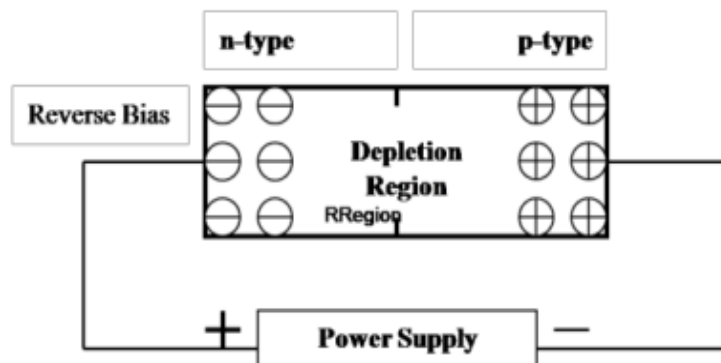 n-type
p-type
Reverse Bias
Depletion
Region
RRegion
+
Power Supply
—